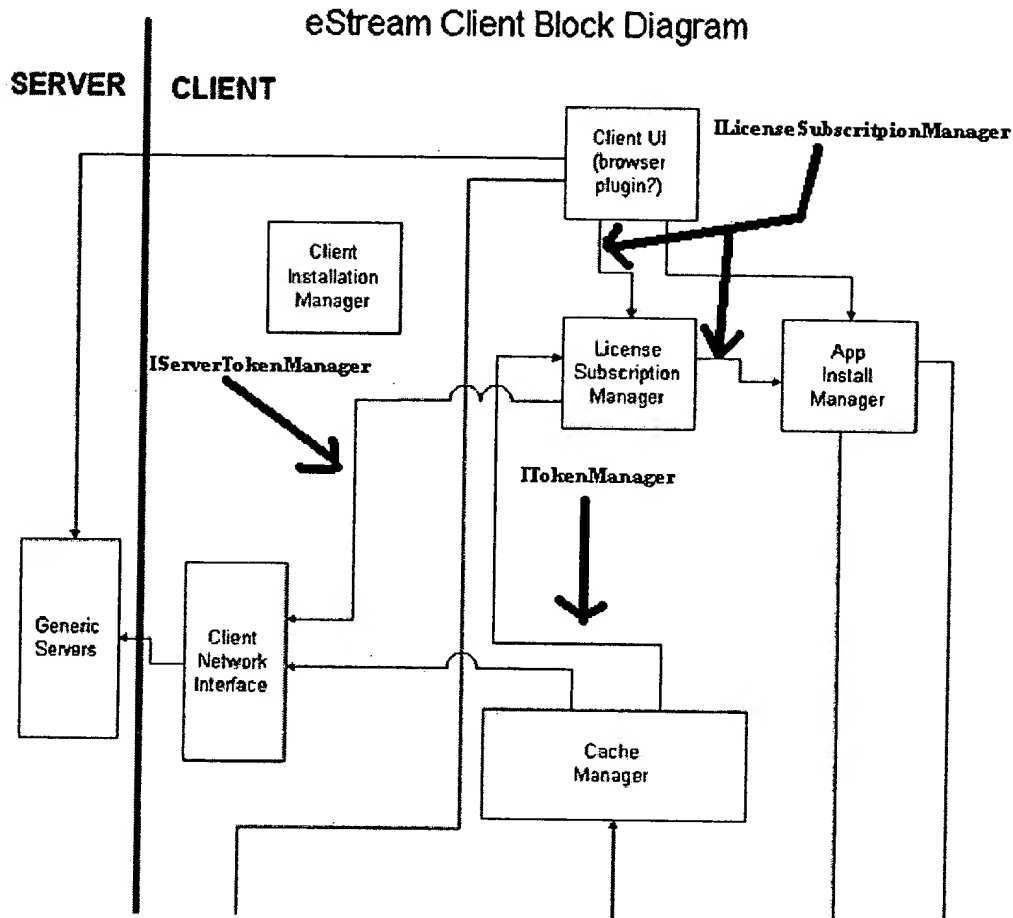 eStream Client Block Diagram
SERVER
CLIENT
Client UI
(browser
plugin?)
ILicenseSubscritpionManager
Client
Installation
Manager
IServerTokenManager
License
Subscription
Manager
App
Install
Manager
ITokenManager
Generic
Servers
Client
Network
Interface
Cache
Manager